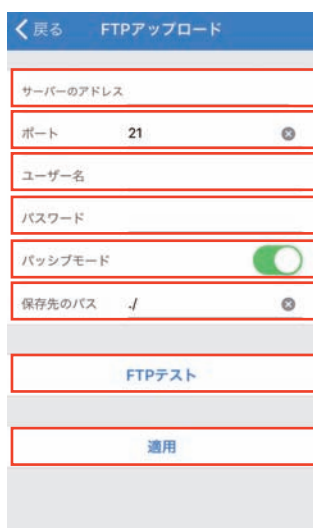 戻る FTPアップロード
サーバーのアドレス
ポート 21
ユーザー名
パスワード
パッシブモード
保存先のパス ./
FTPテスト
適用